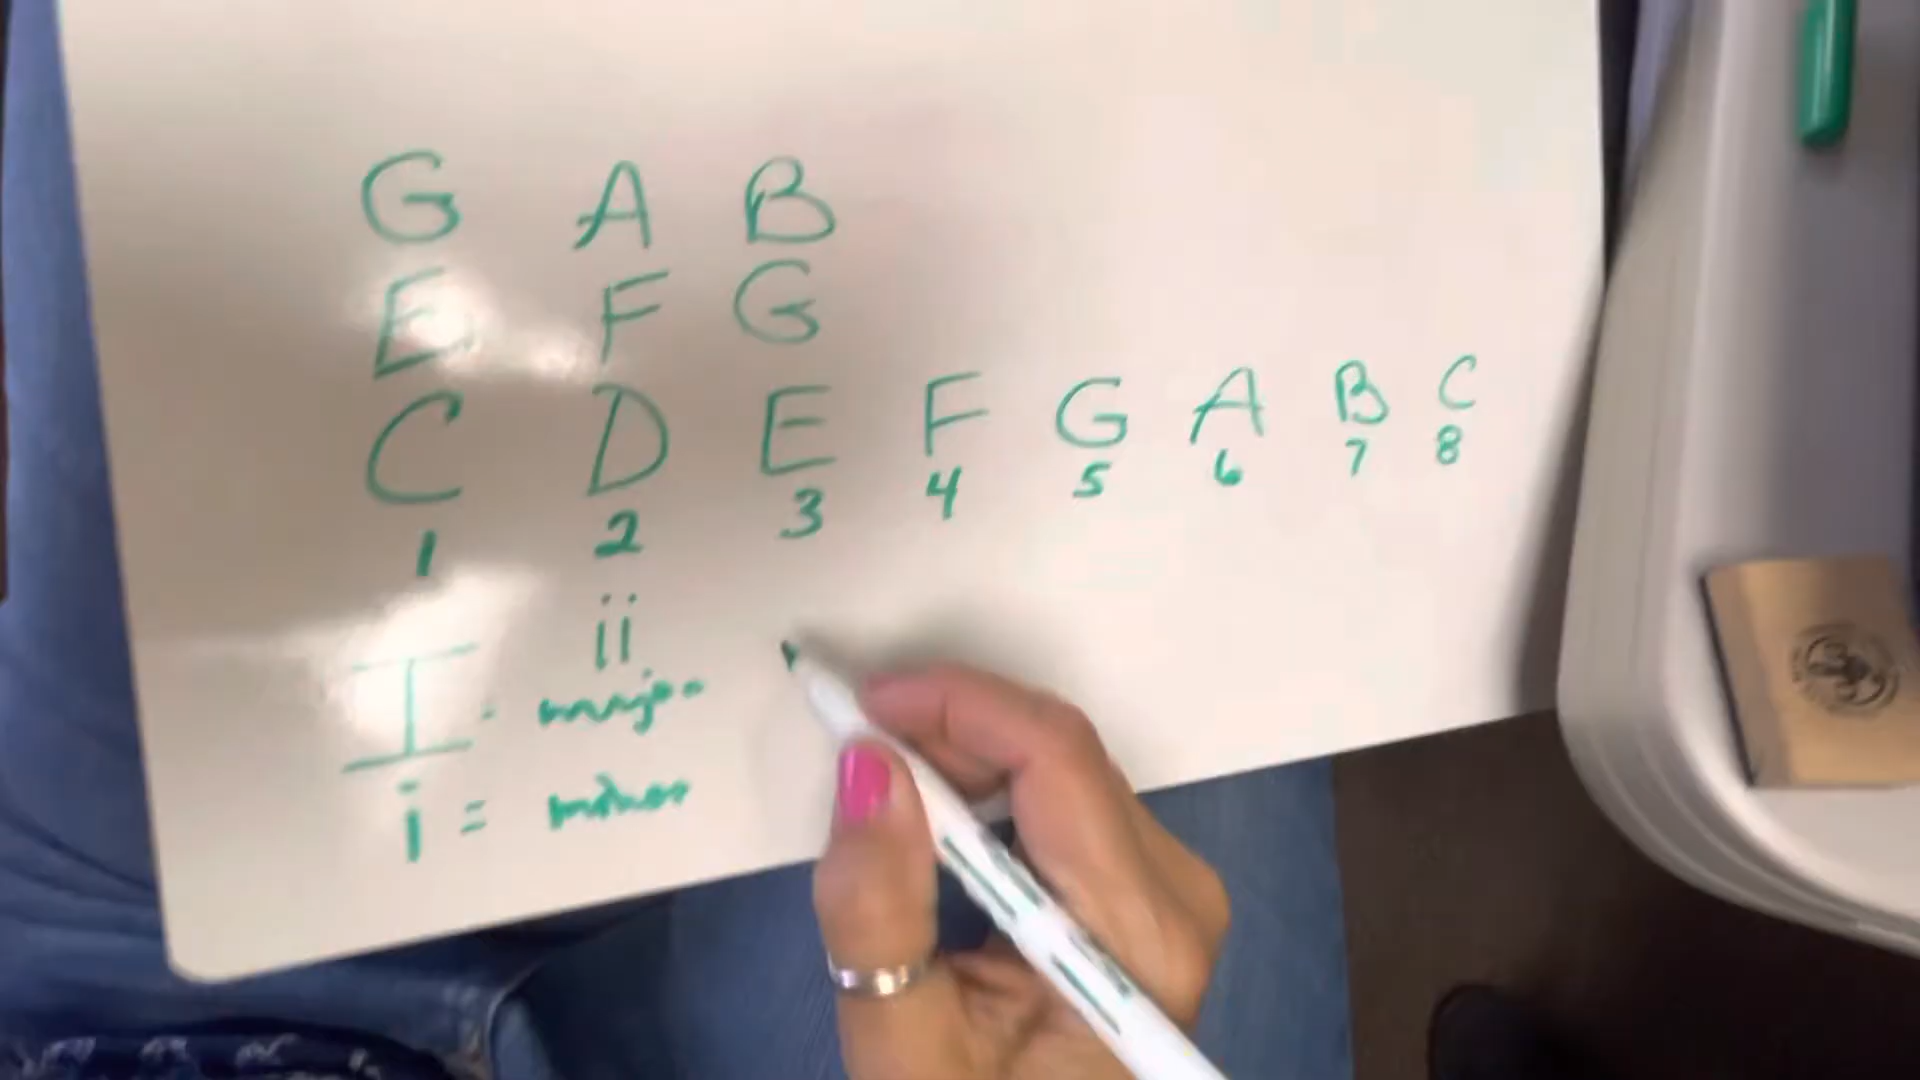 G A B
E F G
C D E F G A B C
1 2 3 4 5 6 7 8
ii
I - major
i = minor